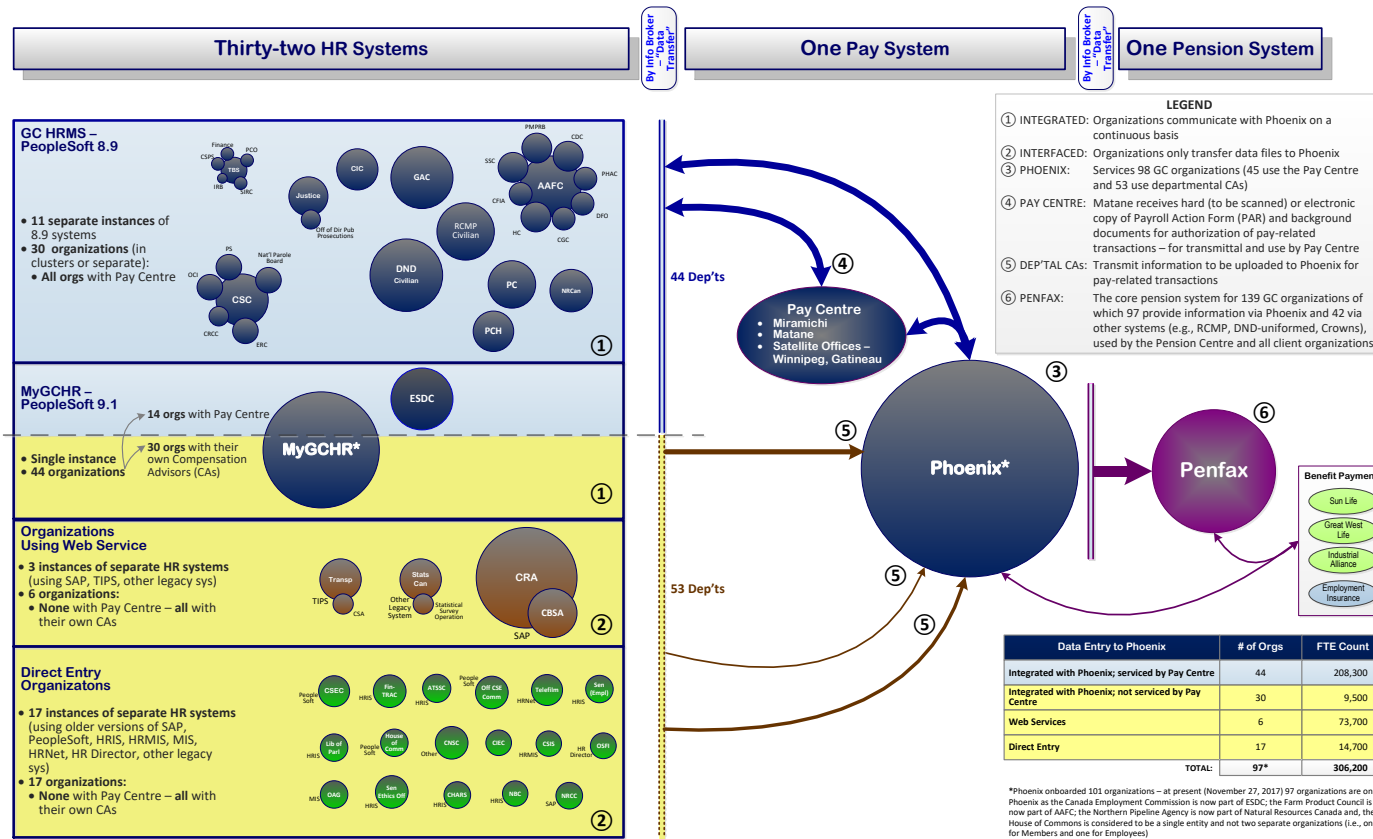 Thirty-two HR Systems
By Info Broker
– "Data
Transfer"
One Pay System
By Info Broker
– "Data
Transfer"
One Pension System
GC HRMS –
PeopleSoft 8.9
• 11 separate instances of
8.9 systems
• 30 organizations (in
clusters or separate):
• All orgs with Pay Centre
Finance
PCO
CSPS
TBS
IRB
SIRC
Justice
Off of Dir Pub
Prosecutions
CIC
GAC
PMPRB
CDC
SSC
PHAC
AAFC
CFIA
DFO
HC
CGC
RCMP
Civilian
DND
Civilian
PC
NRCan
PCH
PS
Nat'l Parole
Board
OCI
CSC
CRCC
ERC
①
MyGCHR –
PeopleSoft 9.1
14 orgs with Pay Centre
• Single instance
• 44 organizations
30 orgs with their
own Compensation
Advisors (CAs)
MyGCHR*
ESDC
①
Organizations
Using Web Service
• 3 instances of separate HR systems
(using SAP, TIPS, other legacy sys)
• 6 organizations:
• None with Pay Centre – all with
their own CAs
Transp
TIPS
CSA
Stats
Can
Other
Legacy
System
Statistical
Survey
Operation
CRA
CBSA
SAP
②
Direct Entry
Organizatons
• 17 instances of separate HR systems
(using older versions of SAP,
PeopleSoft, HRIS, HRMIS, MIS,
HRNet, HR Director, other legacy
sys)
• 17 organizations:
• None with Pay Centre – all with
their own CAs
People
Soft
CSEC
HRIS
Fin-
TRAC
HRIS
ATSSC
People
Soft
Off CSE
Comm
HRNet
Telefilm
HRIS
Sen
(Empl)
HRIS
Lib of
Parl
People
Soft
House
of
Comm
Other
CNSC
CIEC
HRMIS
CSIS
HR
Director
OSFI
MIS
OAG
HRIS
Sen
Ethics Off
CHARS
HRIS
NBC
SAP
NRCC
②
44 Dep'ts
53 Dep'ts
④
Pay Centre
• Miramichi
• Matane
• Satellite Offices –
Winnipeg, Gatineau
③
Phoenix*
⑤
⑤
⑤
⑥
Penfax
LEGEND
① INTEGRATED: Organizations communicate with Phoenix on a
continuous basis
② INTERFACED: Organizations only transfer data files to Phoenix
③ PHOENIX: Services 98 GC organizations (45 use the Pay Centre
and 53 use departmental CAs)
④ PAY CENTRE: Matane receives hard (to be scanned) or electronic
copy of Payroll Action Form (PAR) and background
documents for authorization of pay-related
transactions – for transmittal and use by Pay Centre
⑤ DEP'TAL CAs: Transmit information to be uploaded to Phoenix for
pay-related transactions
⑥ PENFAX: The core pension system for 139 GC organizations of
which 97 provide information via Phoenix and 42 via
other systems (e.g., RCMP, DND-uniformed, Crowns),
used by the Pension Centre and all client organizations
Benefit Paymen
Sun Life
Great West
Life
Industrial
Alliance
Employment
Insurance
Data Entry to Phoenix # of Orgs FTE Count
Integrated with Phoenix; serviced by Pay Centre 44 208,300
Integrated with Phoenix; not serviced by Pay
Centre 30 9,500
Web Services 6 73,700
Direct Entry 17 14,700
TOTAL: 97* 306,200
*Phoenix onboarded 101 organizations – at present (November 27, 2017) 97 organizations are on
Phoenix as the Canada Employment Commission is now part of ESDC; the Farm Product Council is
now part of AAFC; the Northern Pipeline Agency is now part of Natural Resources Canada and, the
House of Commons is considered to be a single entity and not two separate organizations (i.e., on
for Members and one for Employees)